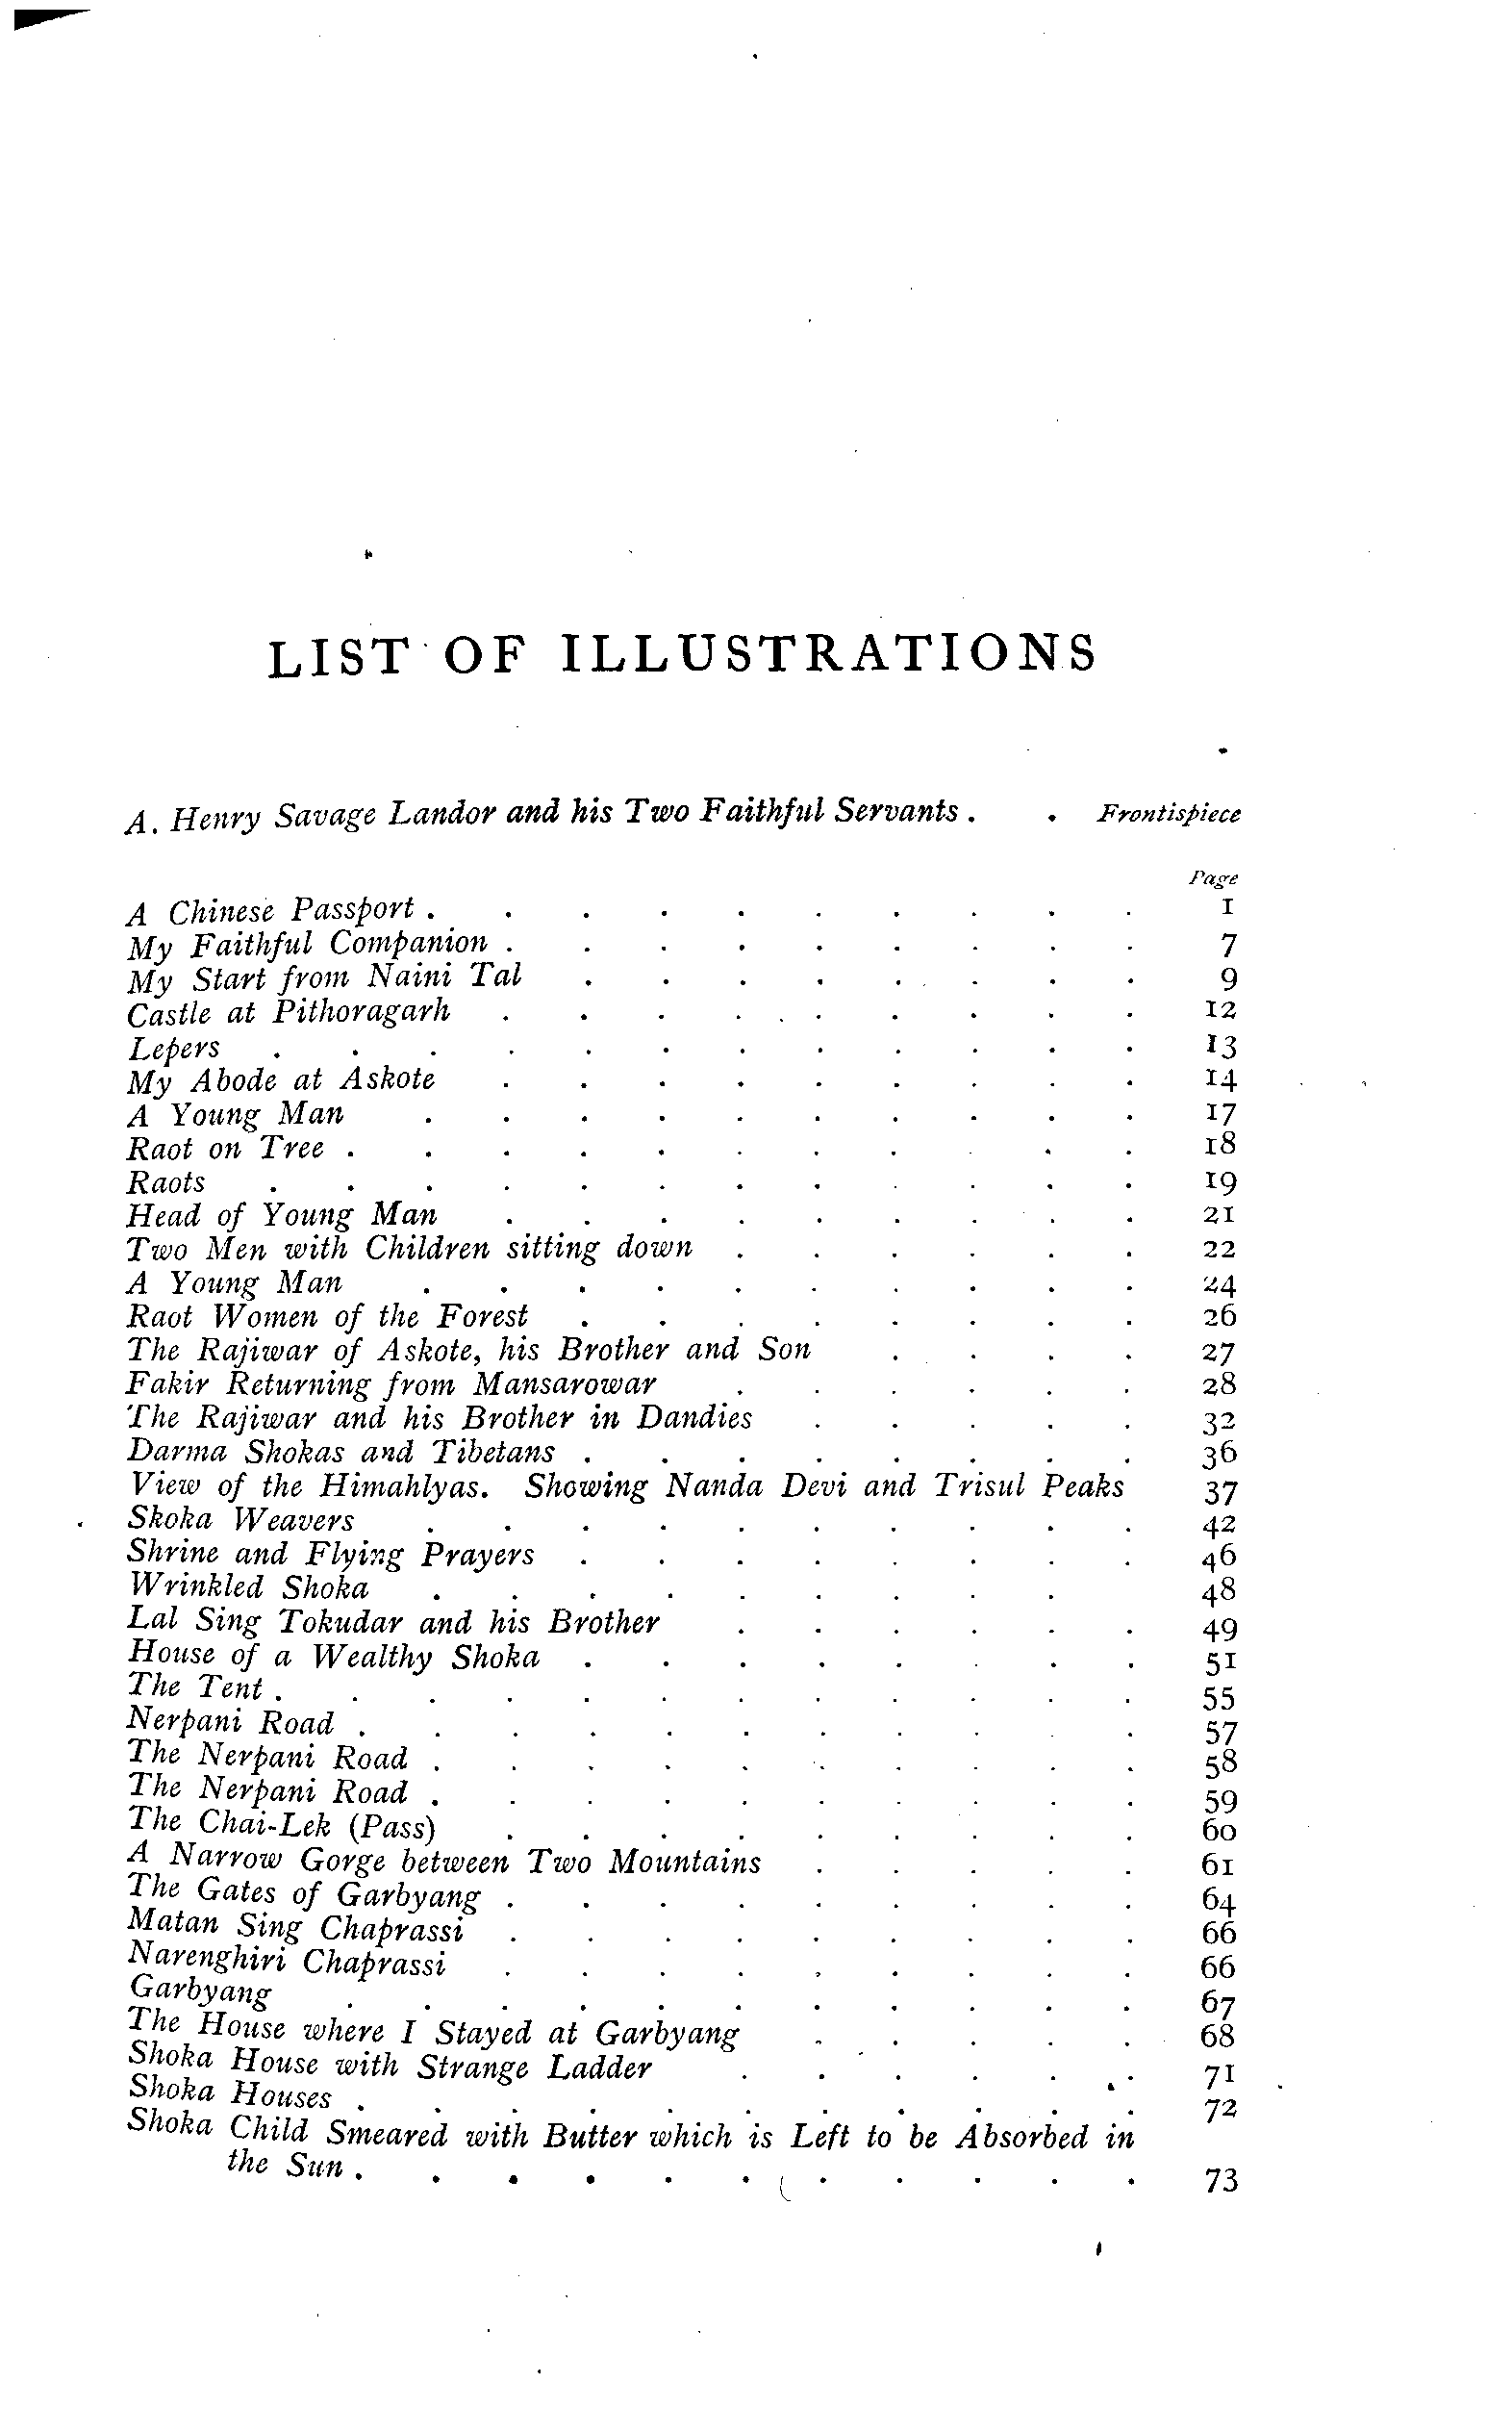 LIST OF ILLUSTRATIONS
A. Henry Savage Landor and his Two Faithful Servants . . Frontispiece
Page
A Chinese Passport . . . . . . . . . . 1
My Faithful Companion . . . . . . . . . 7
My Start from Naini Tal . . . . . . . . 9
Castle at Pithoragarh . . . . . . . . . 12
Lepers . . . . . . . . . . . . 13
My Abode at Askote . . . . . . . . . 14
A Young Man . . . . . . . . . . 17
Raot on Tree . . . . . . . . . . 18
Raots . . . . . . . . . . . . 19
Head of Young Man . . . . . . . . . 21
Two Men with Children sitting down . . . . . . 22
A Young Man . . . . . . . . . . 24
Raot Women of the Forest . . . . . . . . 26
The Rajiwar of Askote, his Brother and Son . . . . 27
Fakir Returning from Mansarowar . . . . . . 28
The Rajiwar and his Brother in Dandies . . . . . 32
Darma Shokas and Tibetans . . . . . . . . 36
View of the Himahlyas. Showing Nanda Devi and Trisul Peaks 37
Skoka Weavers . . . . . . . . . . 42
Shrine and Flying Prayers . . . . . . . . 46
Wrinkled Shoka . . . . . . . . . 48
Lal Sing Tokudar and his Brother . . . . . . 49
House of a Wealthy Shoka . . . . . . . . 51
The Tent . . . . . . . . . . . . 55
Nerpani Road . . . . . . . . . . 57
The Nerpani Road . . . . . . . . . . 58
The Nerpani Road . . . . . . . . . . 59
The Chai-Lek (Pass) . . . . . . . . . 60
A Narrow Gorge between Two Mountains . . . . . 61
The Gates of Garbyang . . . . . . . . . 64
Matan Sing Chaprassi . . . . . . . . . 66
Narenghiri Chaprassi . . . . . . . . . 66
Garbyang . . . . . . . . . . . 67
The House where I Stayed at Garbyang . . . . . 68
Shoka House with Strange Ladder . . . . . . 71
Shoka Houses . . . . . . . . . . . 72
Shoka Child Smeared with Butter which is Left to be Absorbed in
the Sun . . . . . . . . . . . 73